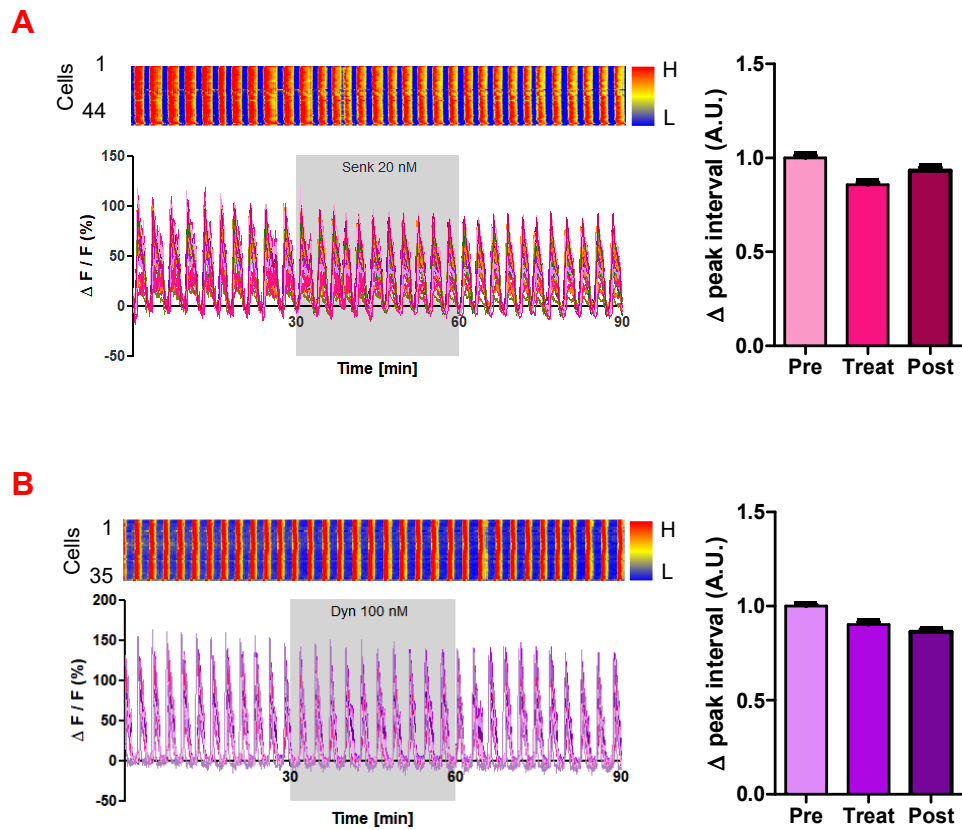 A
Cells
1
44
H
L
150
100
50
0
-50
Δ F / F (%)
Senk 20 nM
30
60
90
Time [min]
1.5
1.0
0.5
0.0
Δ peak interval (A.U.)
Pre Treat Post
B
Cells
1
35
H
L
200
150
100
50
0
-50
Δ F / F (%)
Dyn 100 nM
30
60
90
Time [min]
1.5
1.0
0.5
0.0
Δ peak interval (A.U.)
Pre Treat Post